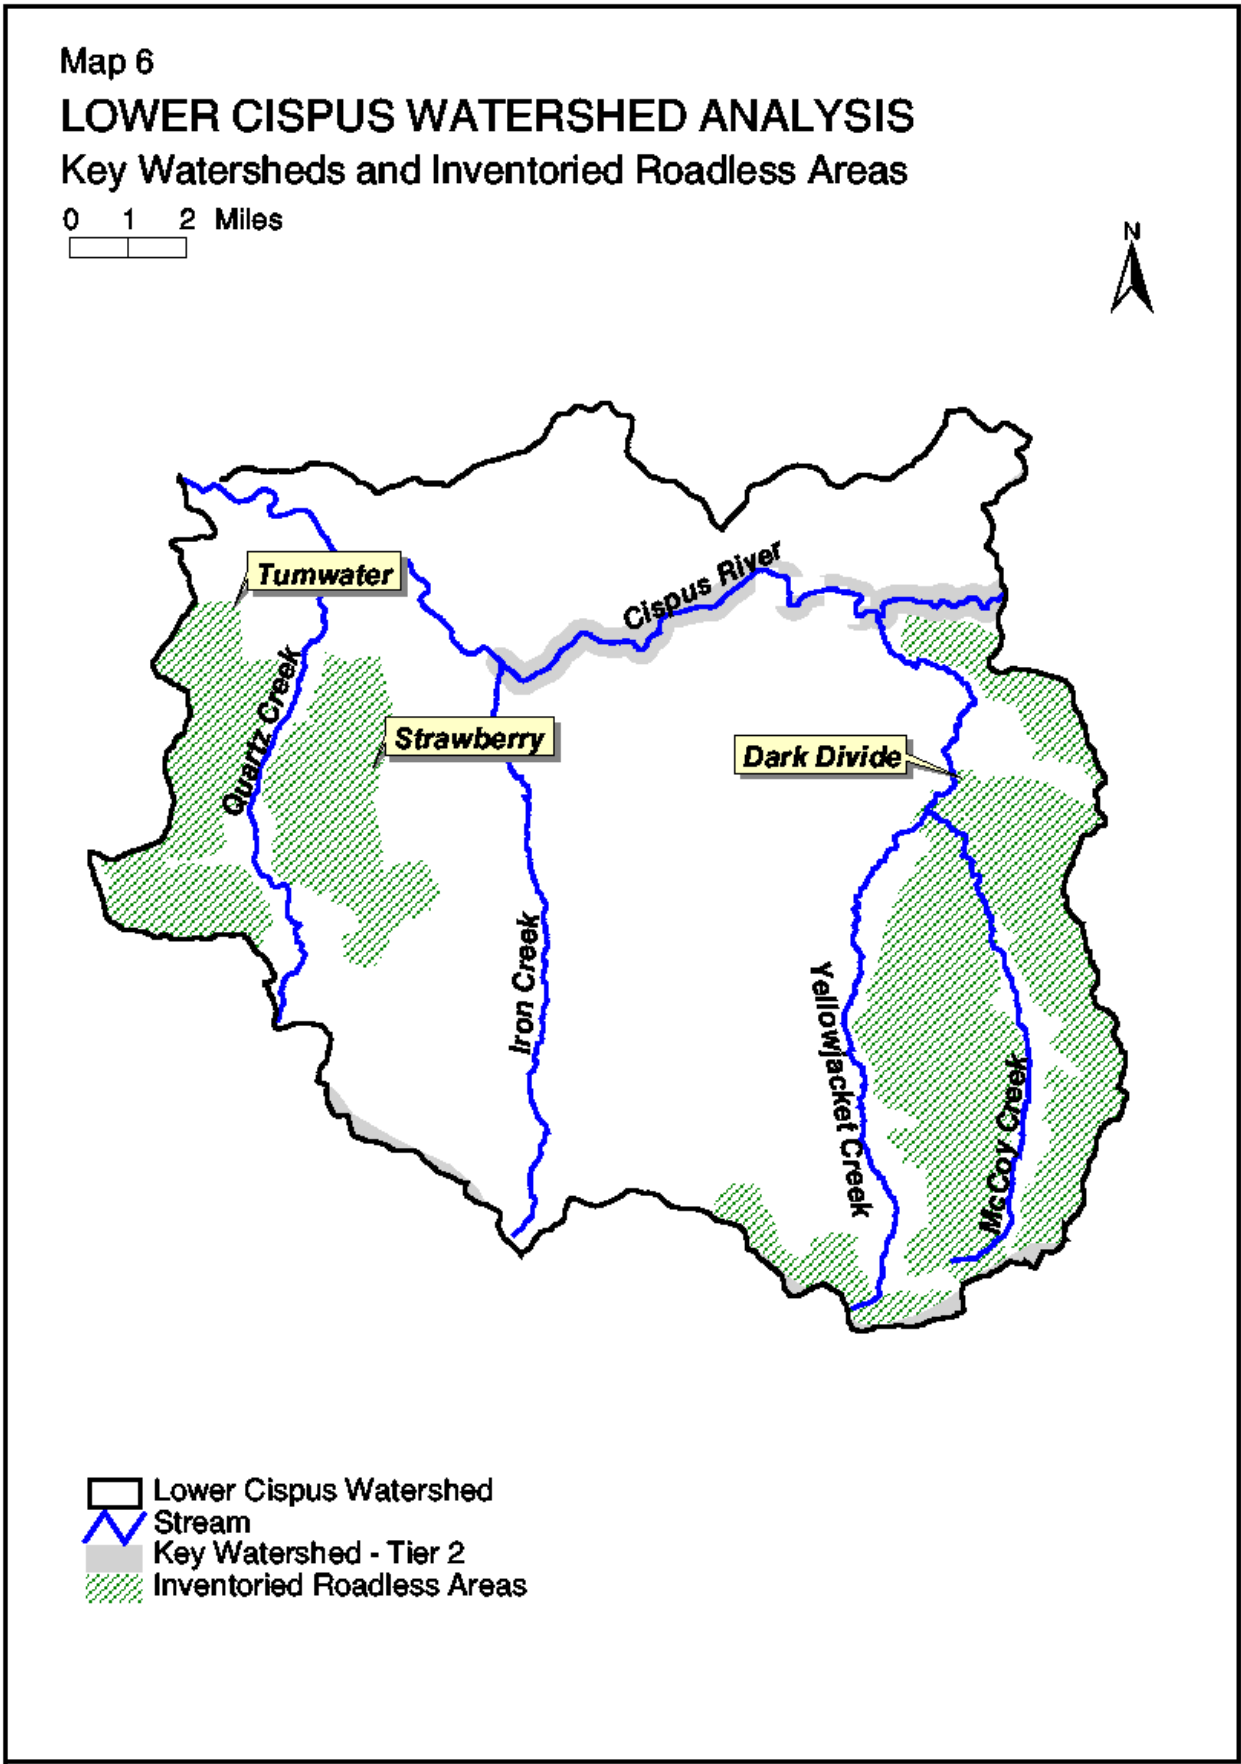 Map 6
LOWER CISPUS WATERSHED ANALYSIS
Key Watersheds and Inventoried Roadless Areas
0 1 2 Miles
N
Cispus River
Tumwater
Quartz Creek
Strawberry
Dark Divide
Iron Creek
Yellowjacket Creek
McCoy Creek
Lower Cispus Watershed
Stream
Key Watershed - Tier 2
Inventoried Roadless Areas